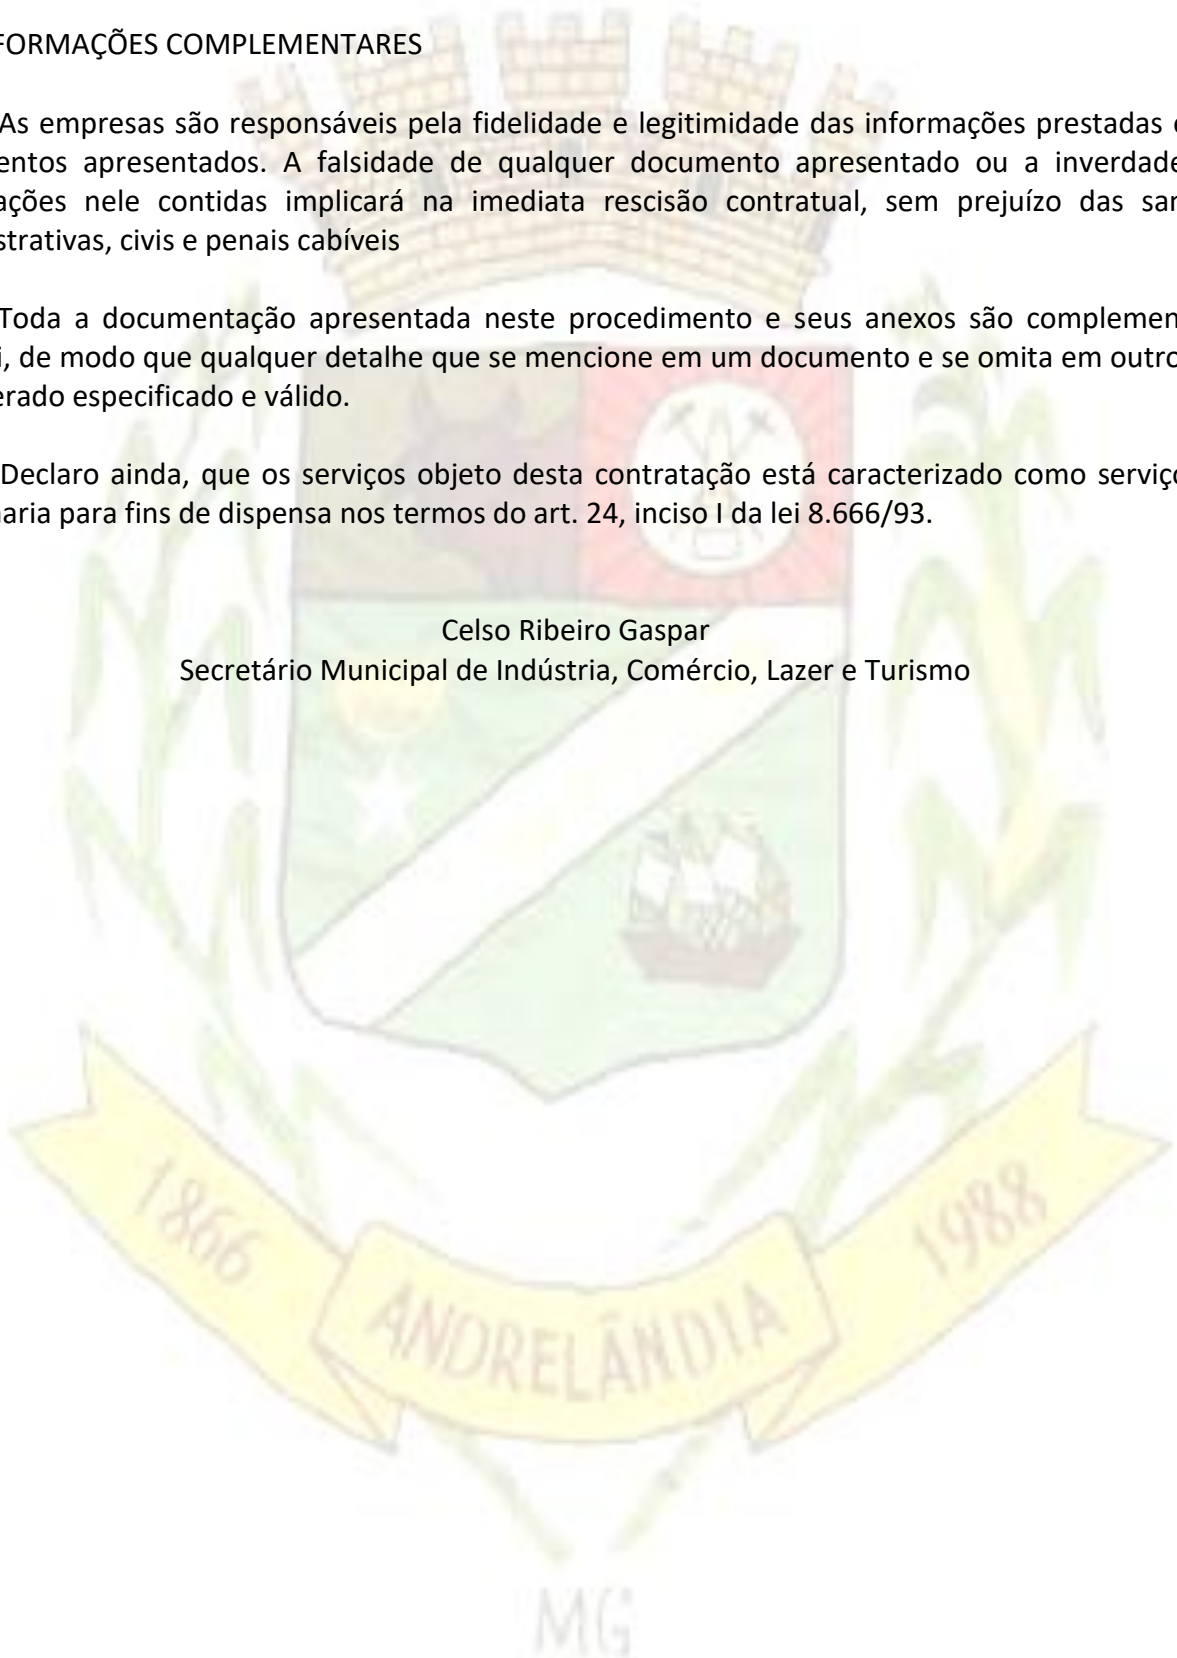 FORMAÇÕES COMPLEMENTARES
As empresas são responsáveis pela fidelidade e legitimidade das informações prestadas
entos apresentados. A falsidade de qualquer documento apresentado ou a inverdade
ações nele contidas implicará na imediata rescisão contratual, sem prejuízo das san
strativas, civis e penais cabíveis
Toda a documentação apresentada neste procedimento e seus anexos são complemen
i, de modo que qualquer detalhe que se mencione em um documento e se omita em outro
erado especificado e válido.
Declaro ainda, que os serviços objeto desta contratação está caracterizado como serviço
aria para fins de dispensa nos termos do art. 24, inciso I da lei 8.666/93.
Celso Ribeiro Gaspar
Secretário Municipal de Indústria, Comércio, Lazer e Turismo
1866
ANDRELÂNDIA
1988
MG